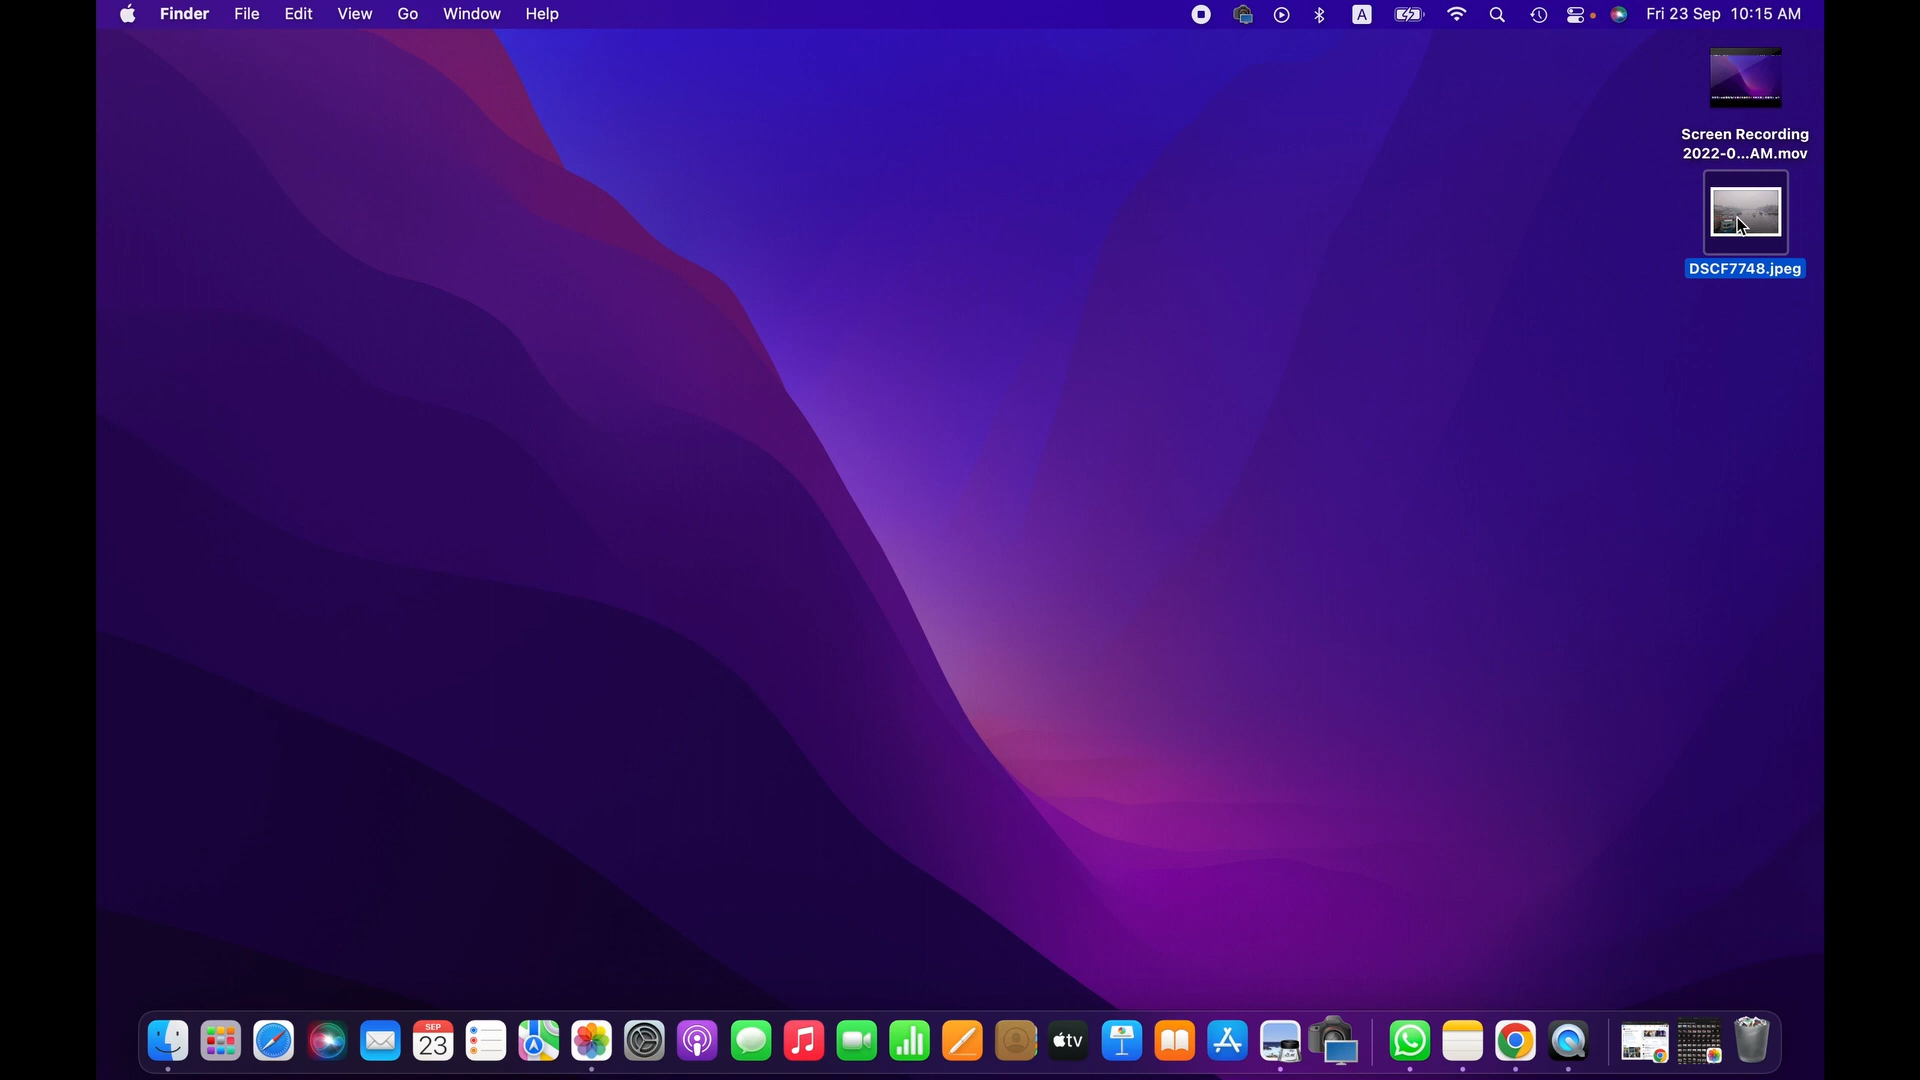 Finder File Edit View Go Window Help A Fri 23 Sep 10:15 AM
Screen Recording
2022-0...AM.mov
DSCF7748.jpeg
SEP
23
tv